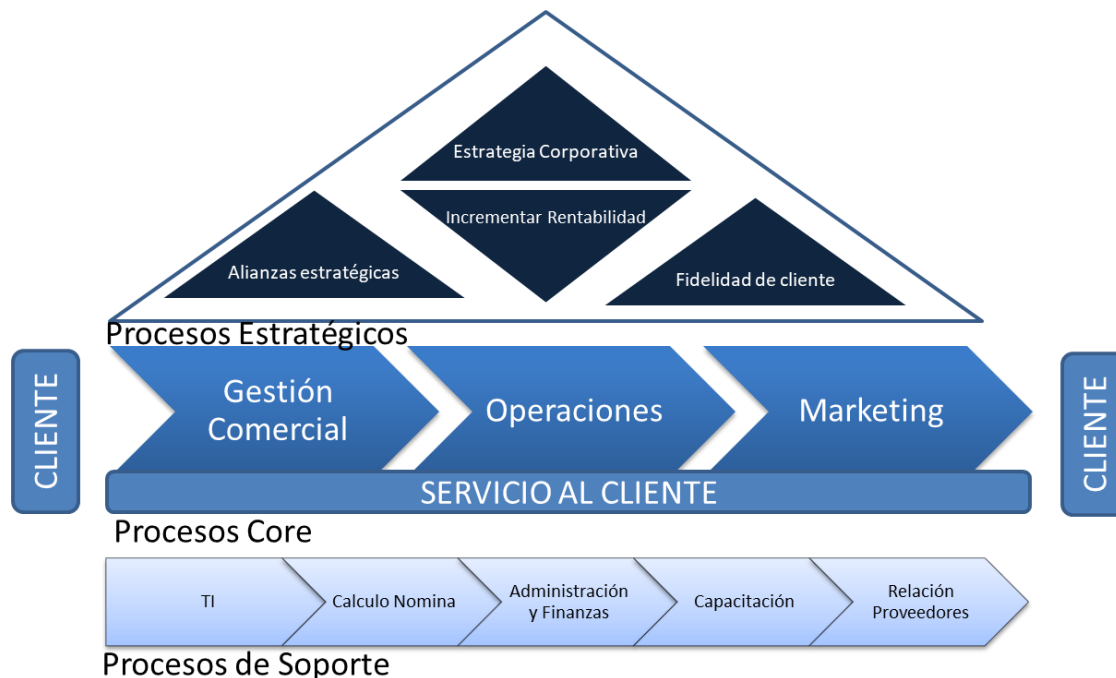 Estrategia Corporativa
Incrementar Rentabilidad
Alianzas estratégicas
Fidelidad de cliente
Procesos Estratégicos
CLIENTE
Gestión
Comercial
Operaciones
Marketing
CLIENTE
SERVICIO AL CLIENTE
Procesos Core
TI
Calculo Nomina
Administración
y Finanzas
Capacitación
Relación
Proveedores
Procesos de Soporte